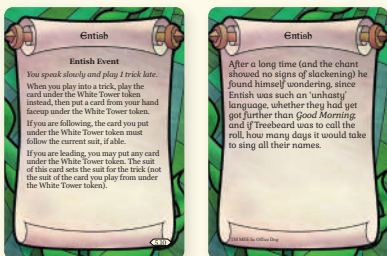 Entish
Entish Event
You speak slowly and play 1 trick late.
When you play into a trick, play the
card under the White Tower token
instead, then put a card from your hand
faceup under the White Tower token.
If you are following, the card you put
under the White Tower token must
follow the current suit, if able.
If you are leading, you may put any card
under the White Tower token. The suit
of this card sets the suit for the trick (not
the suit of the card you play from under
the White Tower token).
Entish
After a long time (and the chant
showed no signs of slackening) he
found himself wondering, since
Entish was such an 'unhasty'
language, whether they had yet
got further than Good Morning;
and if Treebeard was to call the
roll, how many days it would take
to sing all their names.